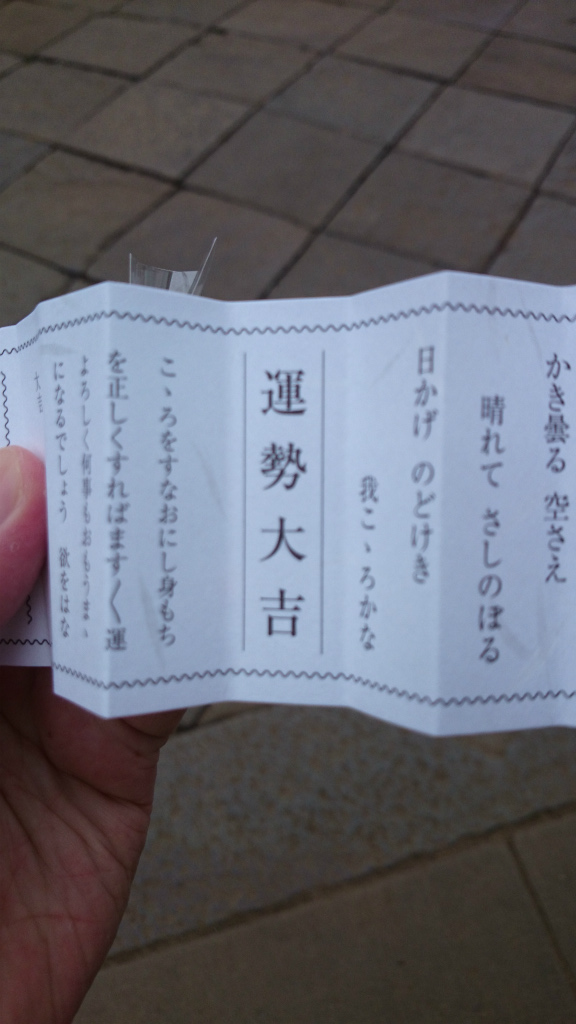 かき曇る 空さえ
晴れて さしのぼる
日かげ のどけき
我こゝろかな
運勢大吉
こゝろをすなおにし身もち
を正しくすればます〱運
よろしく何事もおもうまゝ
になるでしょう 欲をはな
大吉